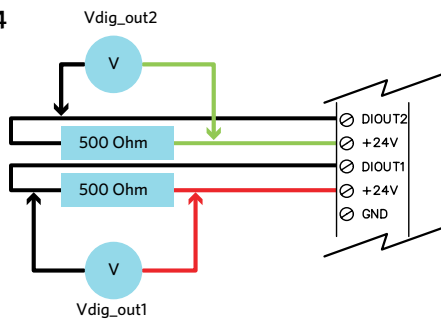 4
Vdig_out2
V
DIOUT2
500 Ohm
+24V
DIOUT1
500 Ohm
+24V
GND
V
Vdig_out1